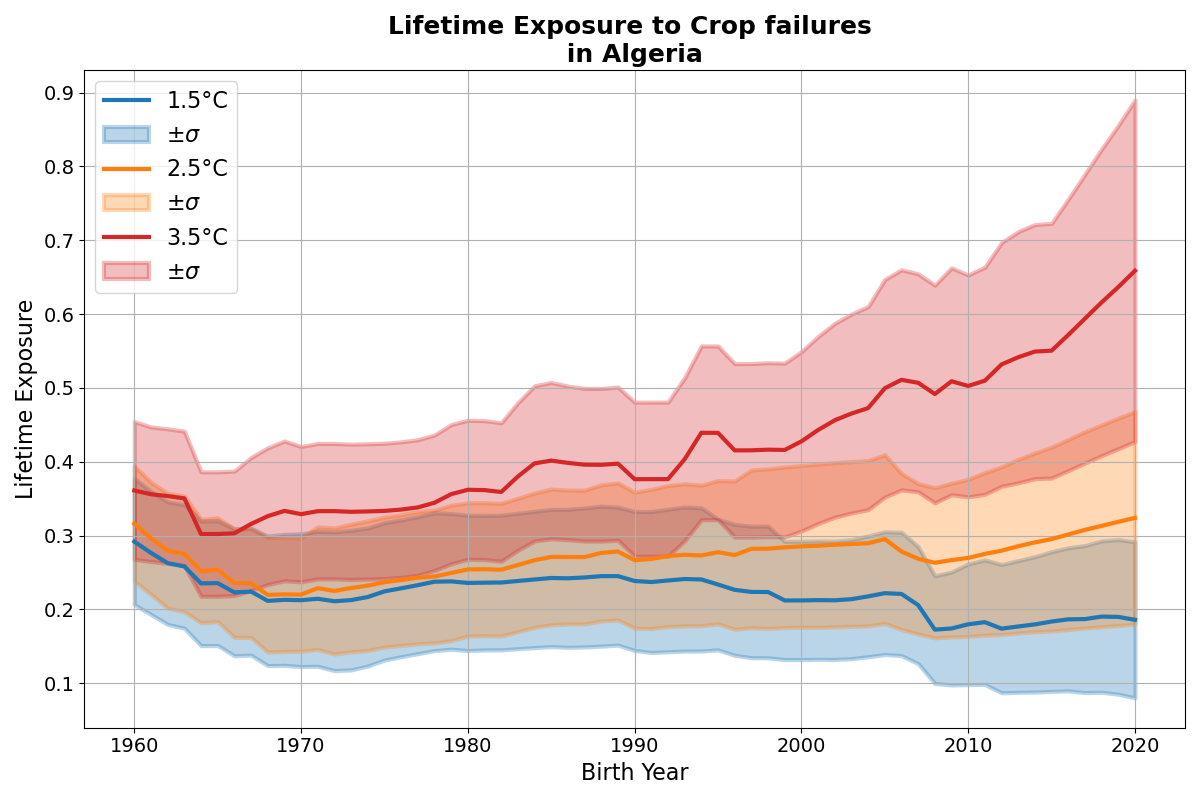 Lifetime Exposure to Crop failures
in Algeria
1.5°C
±σ
2.5°C
±σ
3.5°C
±σ
Lifetime Exposure
0.9
0.8
0.7
0.6
0.5
0.4
0.3
0.2
0.1
1960 1970 1980 1990 2000 2010 2020
Birth Year